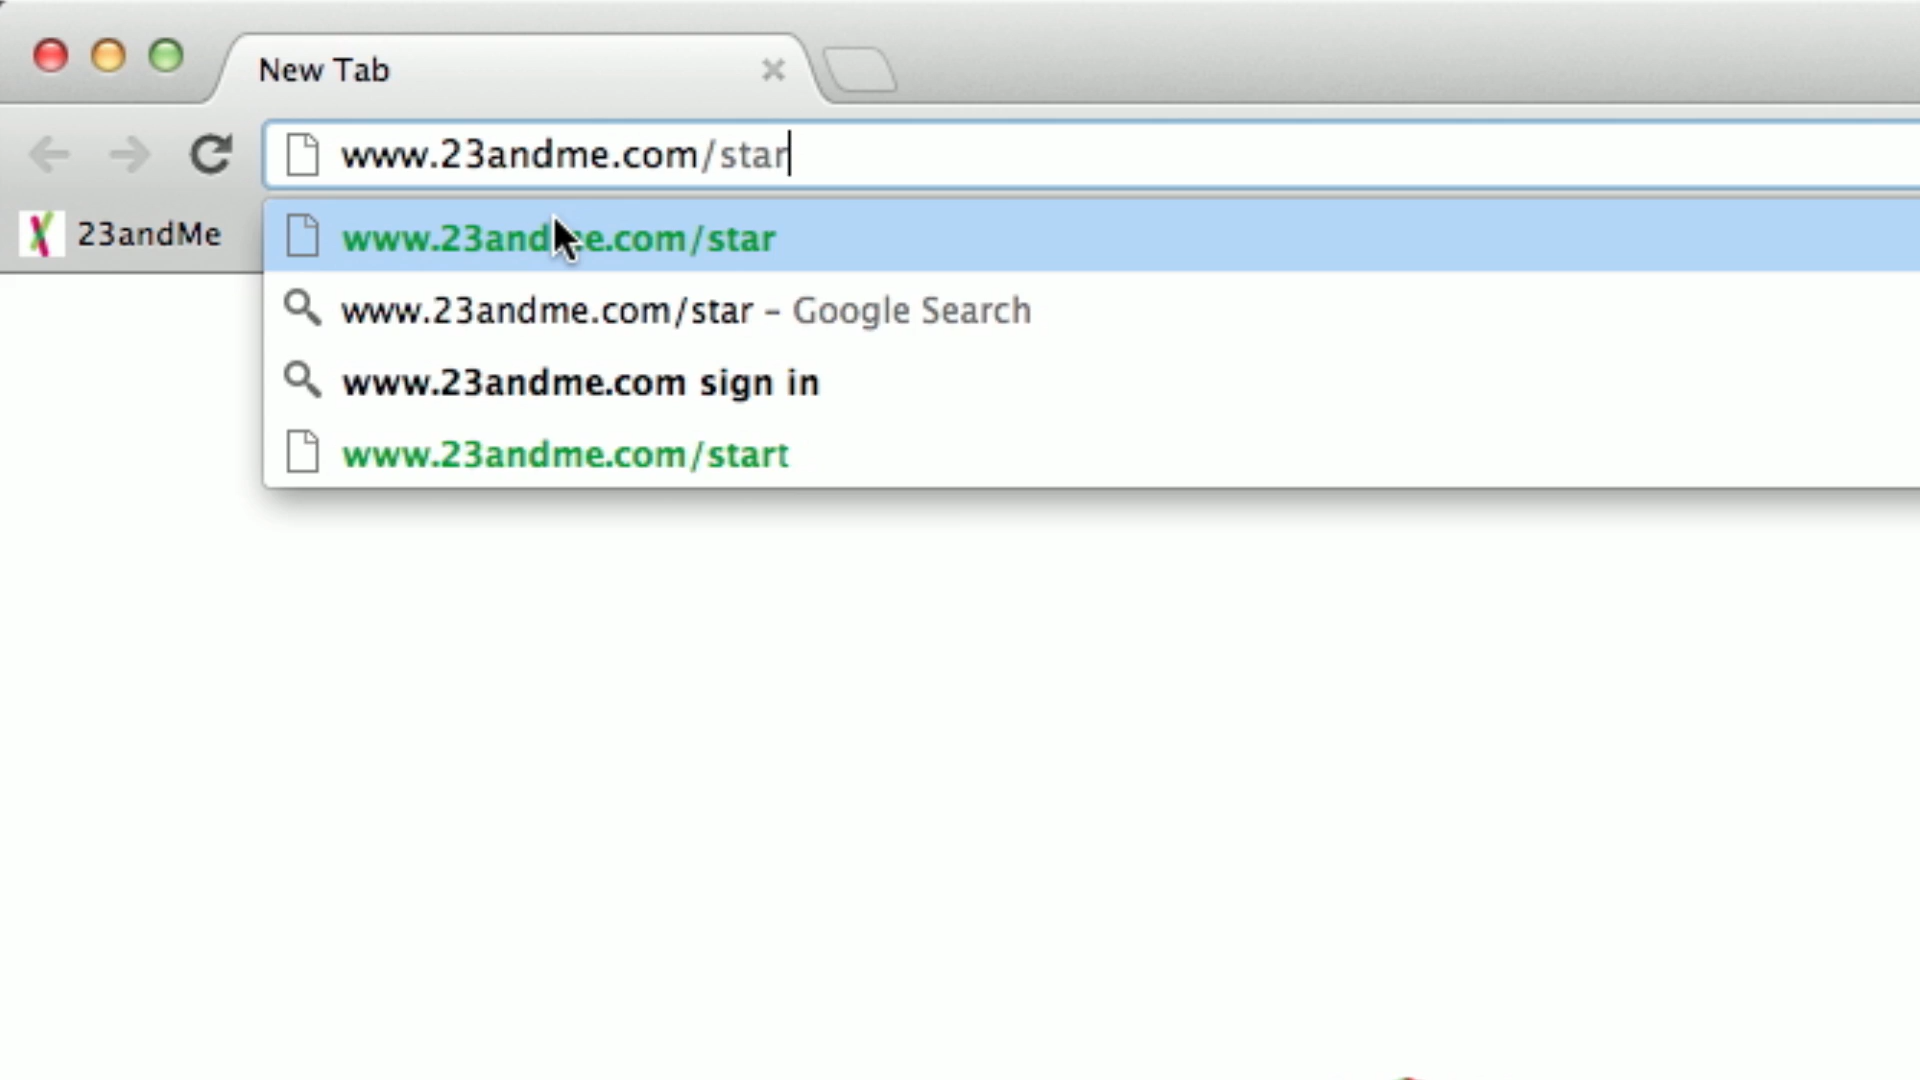 New Tab
www.23andme.com/star
23andMe
www.23andme.com/star
www.23andme.com/star – Google Search
www.23andme.com sign in
www.23andme.com/start